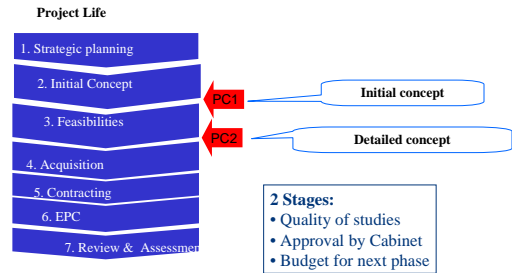 Project Life
1. Strategic planning
2. Initial Concept
PC1
Initial concept
3. Feasibilities
PC2
Detailed concept
4. Acquisition
5. Contracting
6. EPC
7. Review & Assessmen
2 Stages:
• Quality of studies
• Approval by Cabinet
• Budget for next phase